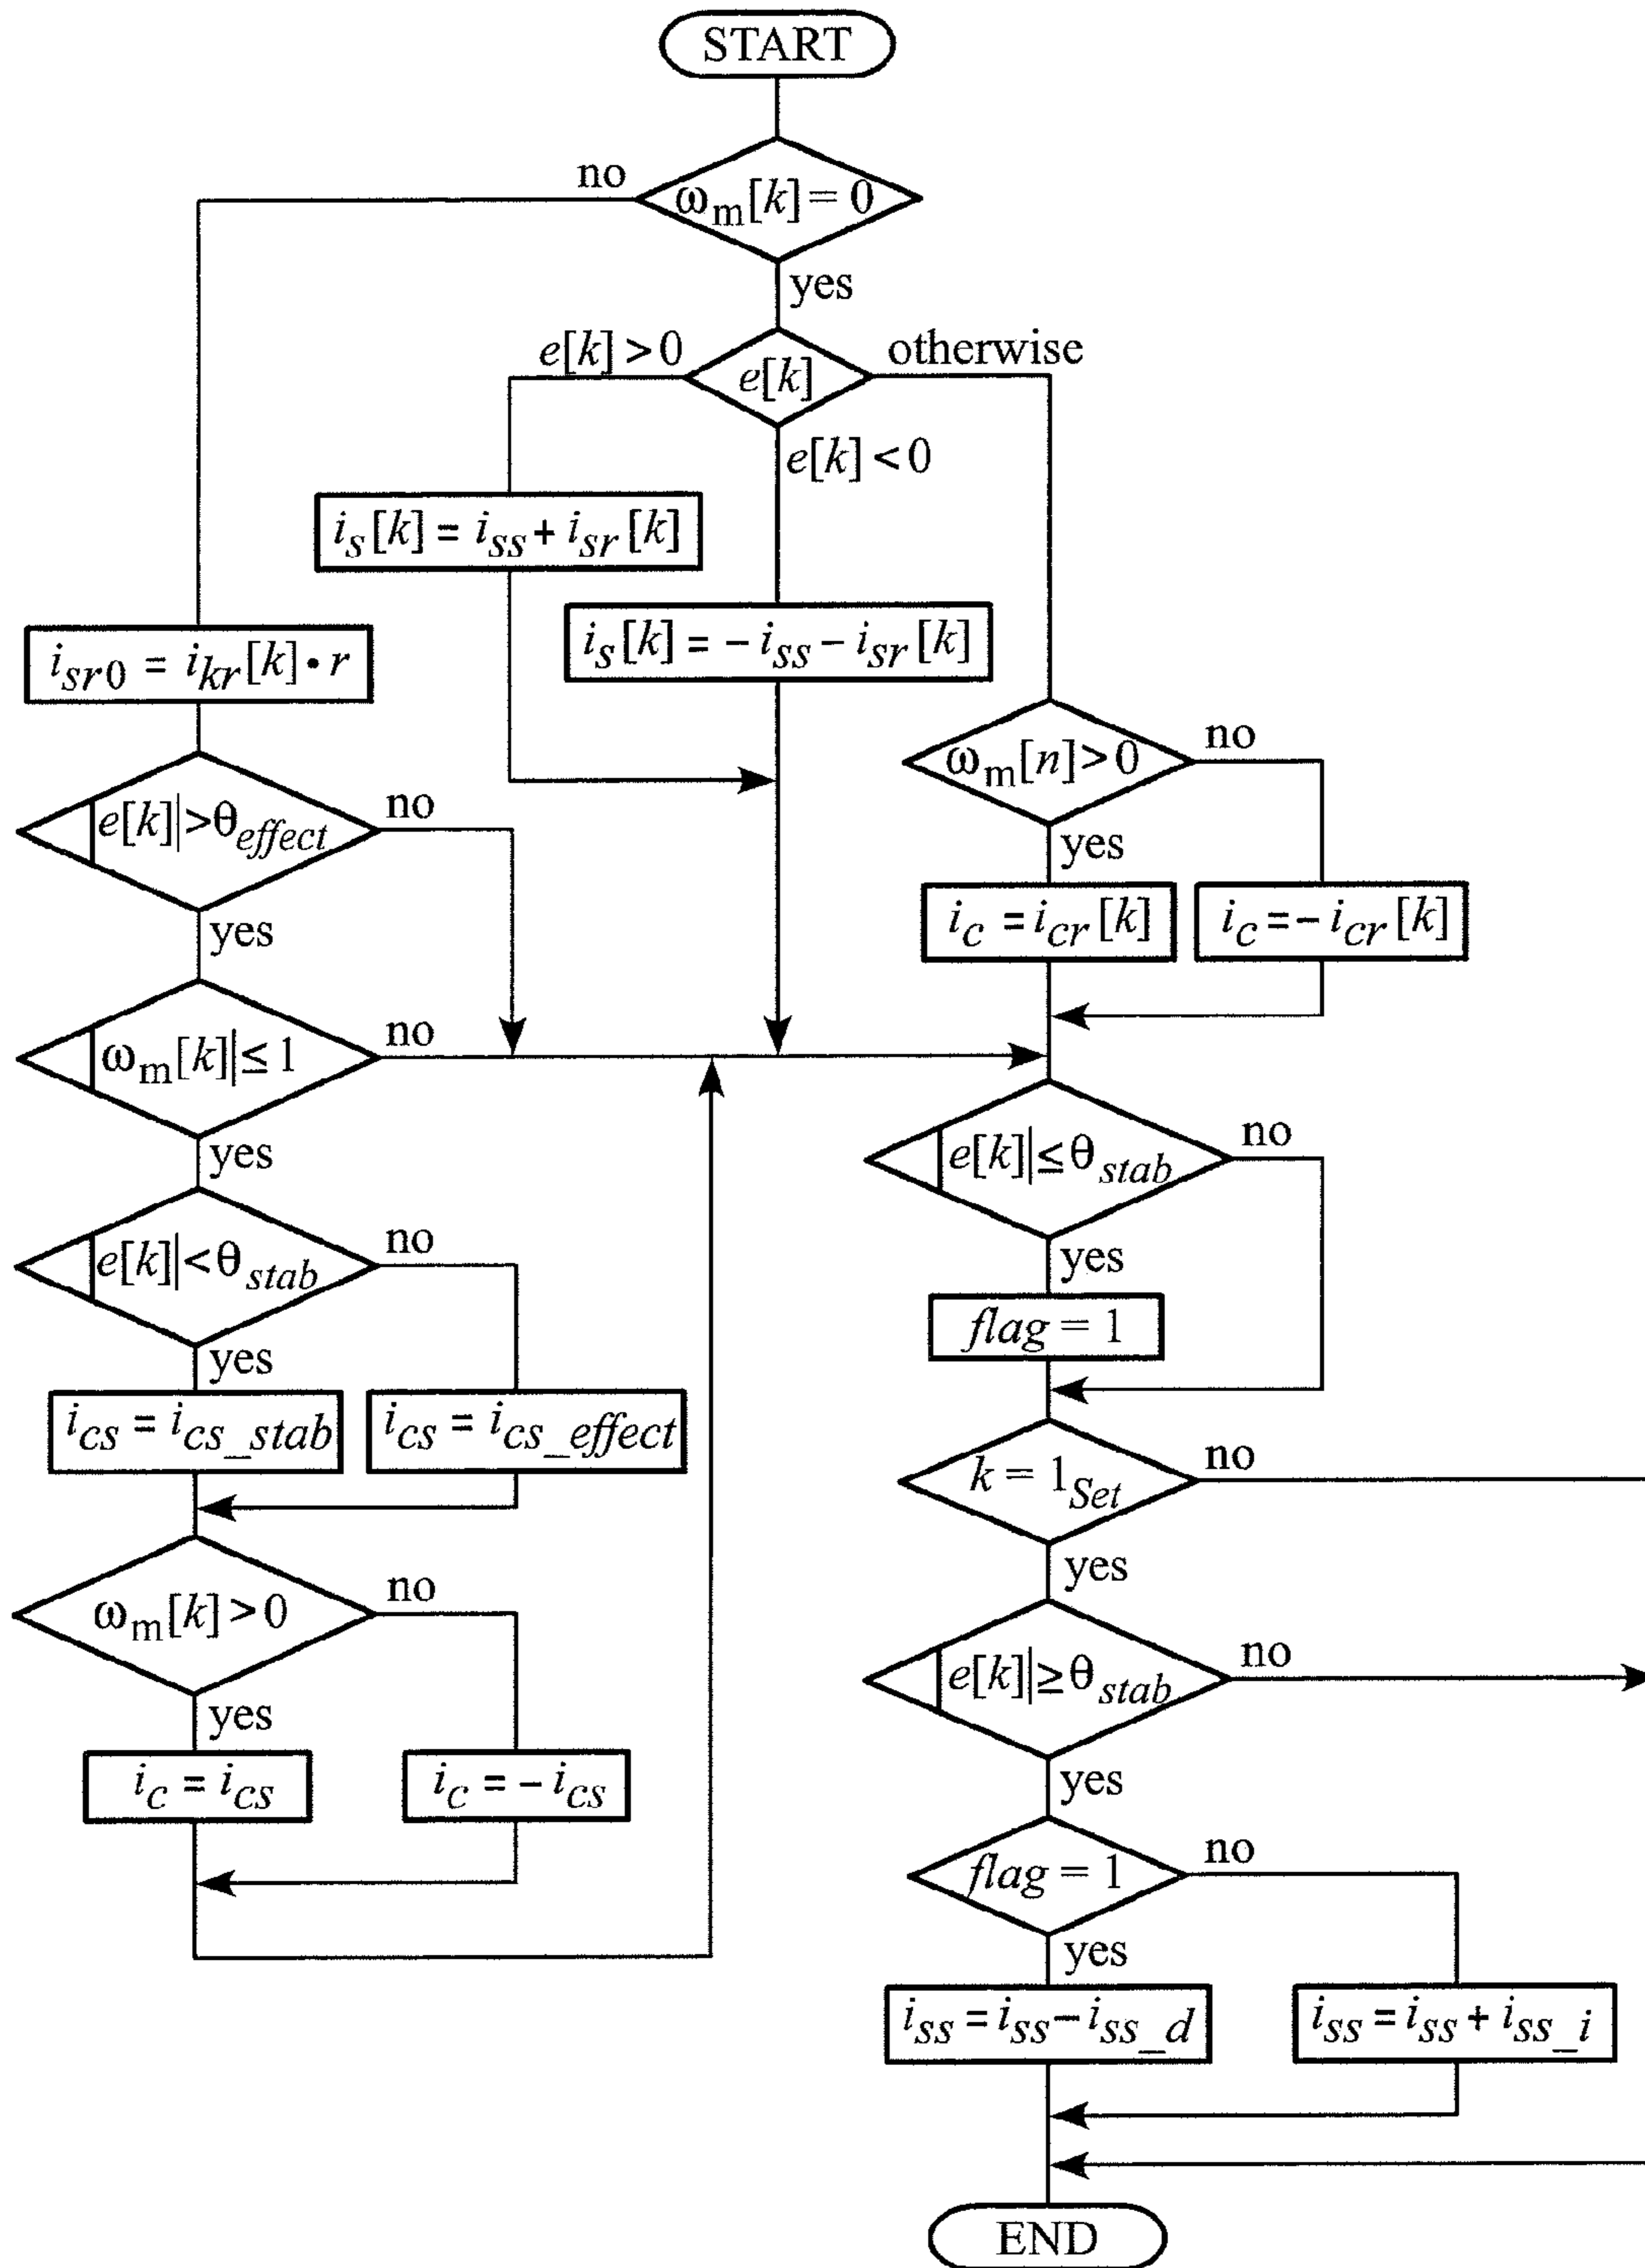 START
no
ωm[k] = 0
yes
e[k] > 0
e[k]
otherwise
e[k] < 0
is[k] = iss + isr[k]
is[k] = - iss - isr[k]
isr0 = ikr[k] • r
ωm[n] > 0
no
|e[k]| > θeffect
no
yes
yes
ic = icr[k]
ic = - icr[k]
|ωm[k]| ≤ 1
no
yes
|e[k]| ≤ θstab
no
yes
|e[k]| < θstab
no
yes
flag = 1
ics = ics_stab
ics = ics_effect
k = 1Set
no
yes
ωm[k] > 0
no
yes
|e[k]| ≥ θstab
no
yes
ic = ics
ic = - ics
flag = 1
no
yes
iss = iss - iss_d
iss = iss + iss_i
END